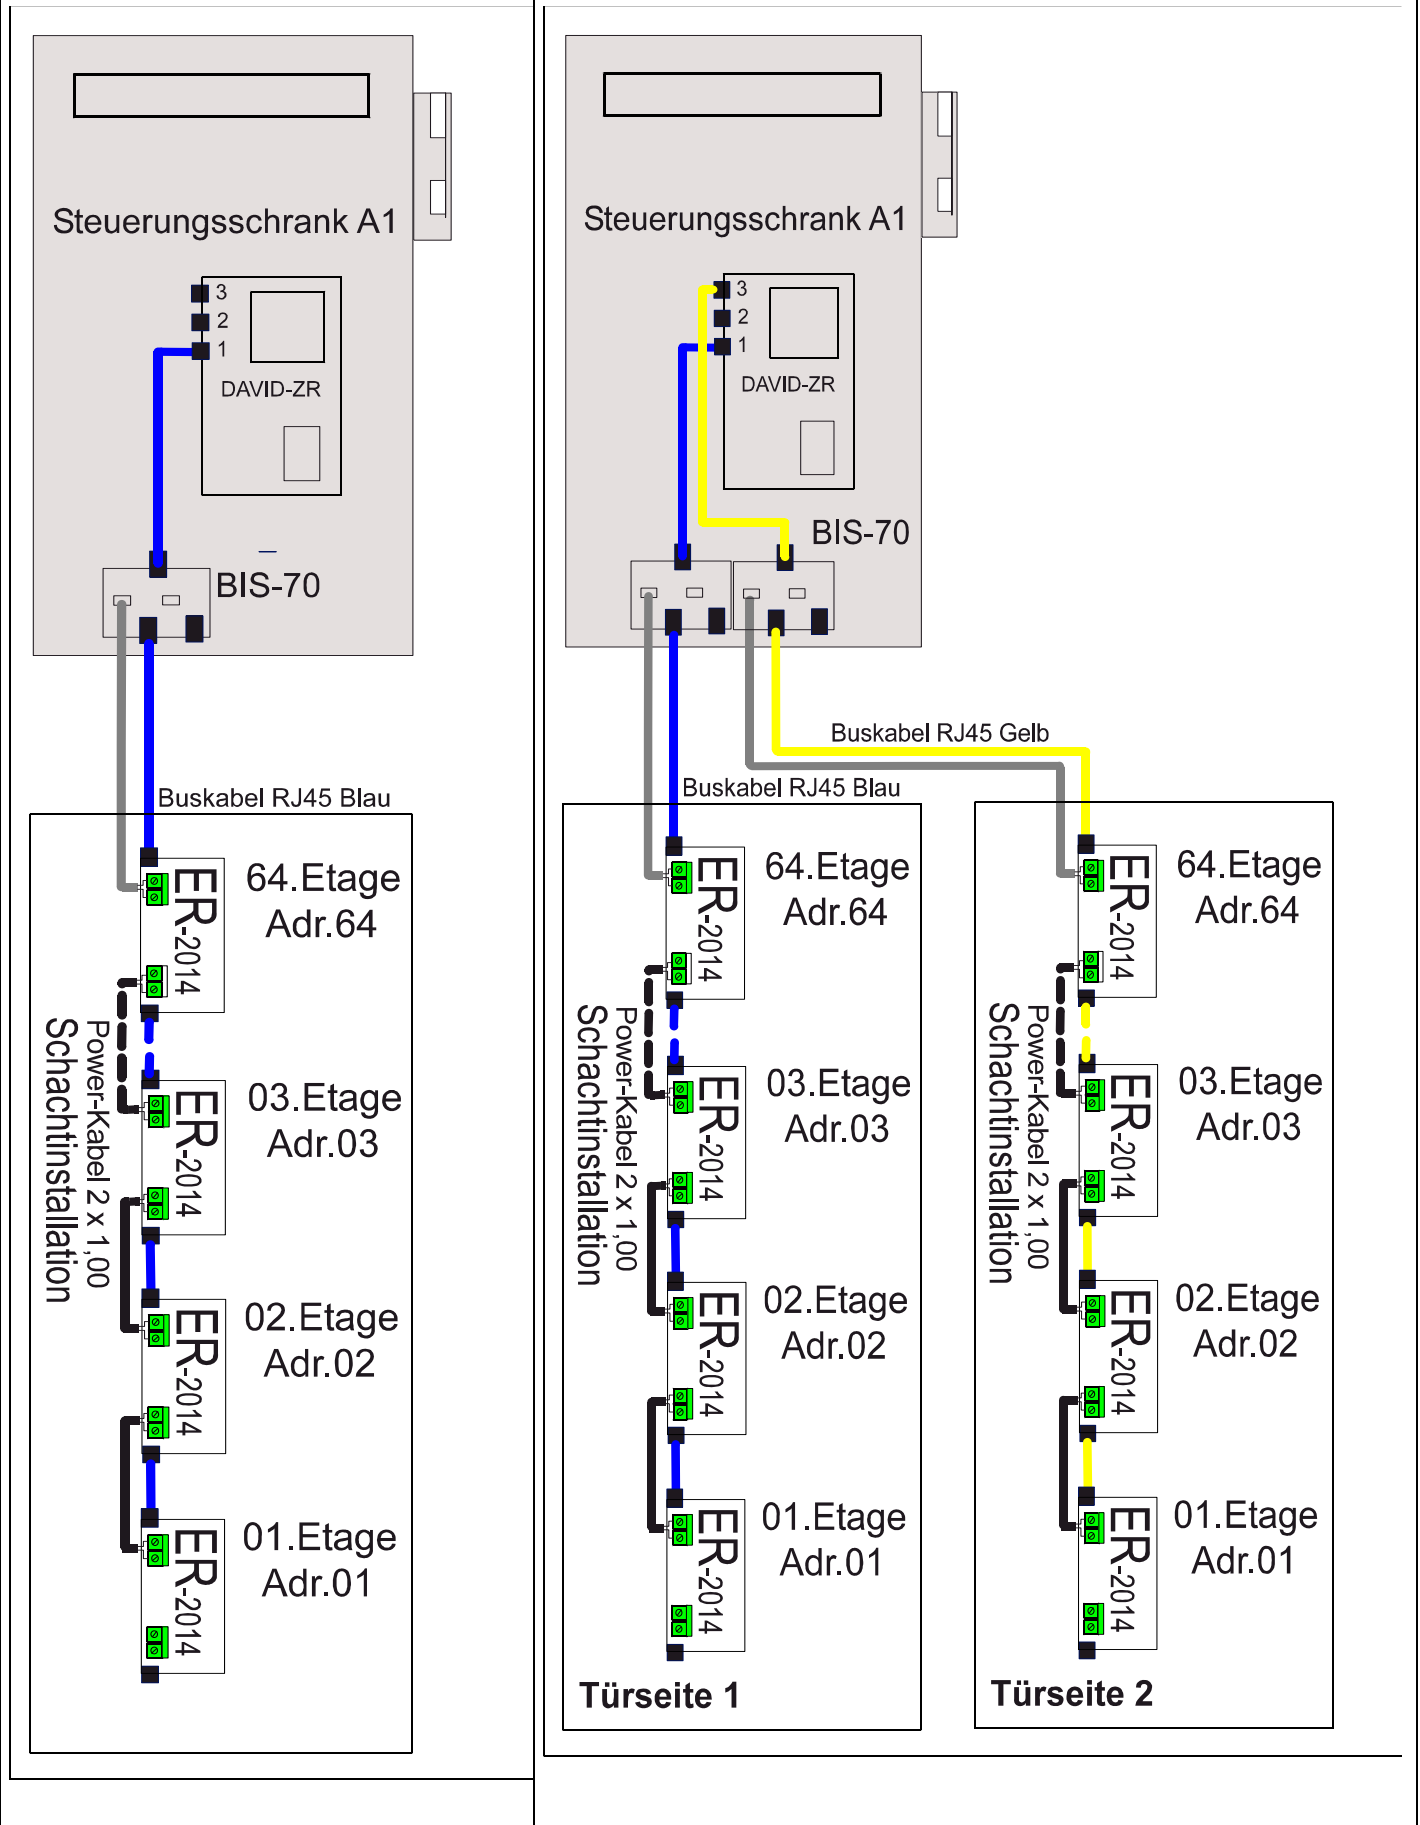 Steuerungsschrank A1
3
2
1
DAVID-ZR
BIS-70
Buskabel RJ45 Blau
ER-2014
64.Etage
Adr.64
Power-Kabel 2 x 1,00
Schachtinstallation
ER-2014
03.Etage
Adr.03
ER-2014
02.Etage
Adr.02
ER-2014
01.Etage
Adr.01
Steuerungsschrank A1
3
2
1
DAVID-ZR
BIS-70
Buskabel RJ45 Gelb
Buskabel RJ45 Blau
ER-2014
64.Etage
Adr.64
Power-Kabel 2 x 1,00
Schachtinstallation
ER-2014
03.Etage
Adr.03
ER-2014
02.Etage
Adr.02
ER-2014
01.Etage
Adr.01
Türseite 1
ER-2014
64.Etage
Adr.64
Power-Kabel 2 x 1,00
Schachtinstallation
ER-2014
03.Etage
Adr.03
ER-2014
02.Etage
Adr.02
ER-2014
01.Etage
Adr.01
Türseite 2